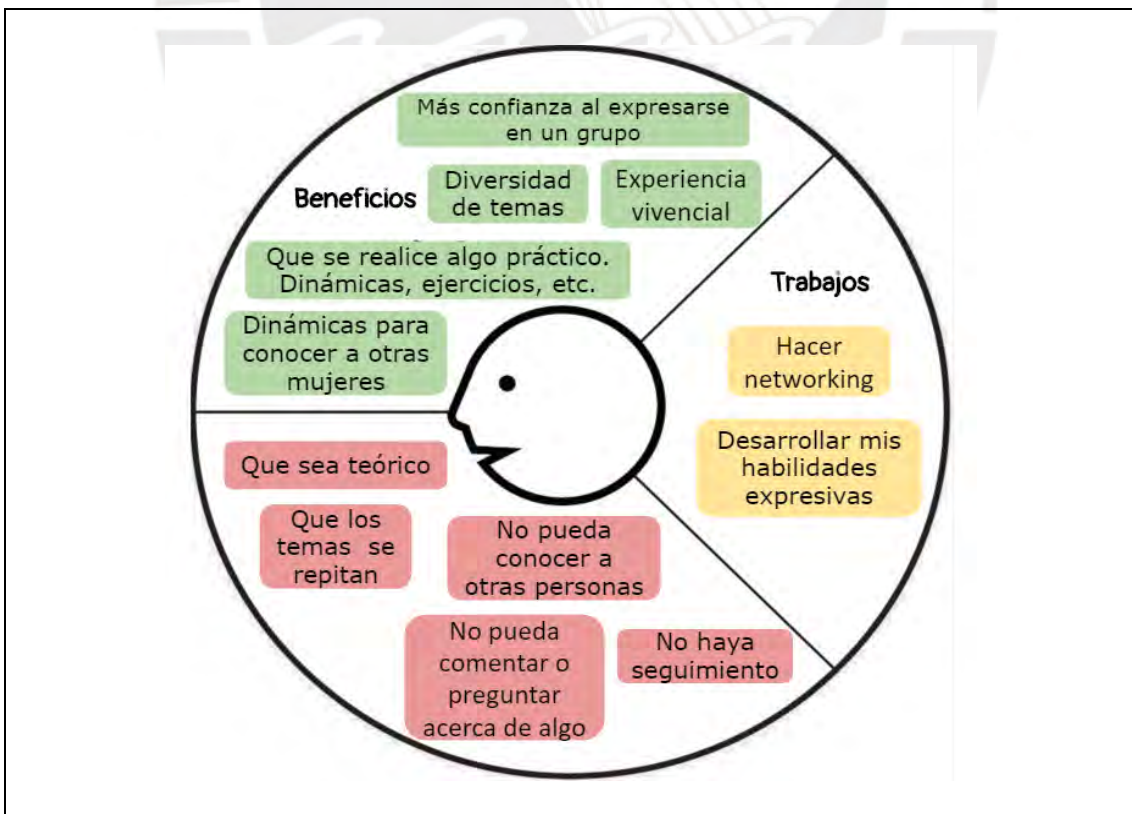 Más confianza al expresarse
en un grupo
Beneficios
Diversidad
de temas
Experiencia
vivencial
Que se realice algo práctico.
Dinámicas, ejercicios, etc.
Dinámicas para
conocer a otras
mujeres
Trabajos
Hacer
networking
Desarrollar mis
habilidades
expresivas
Que sea teórico
Que los
temas se
repitan
No pueda
conocer a
otras personas
No pueda
comentar o
preguntar
acerca de algo
No haya
seguimiento